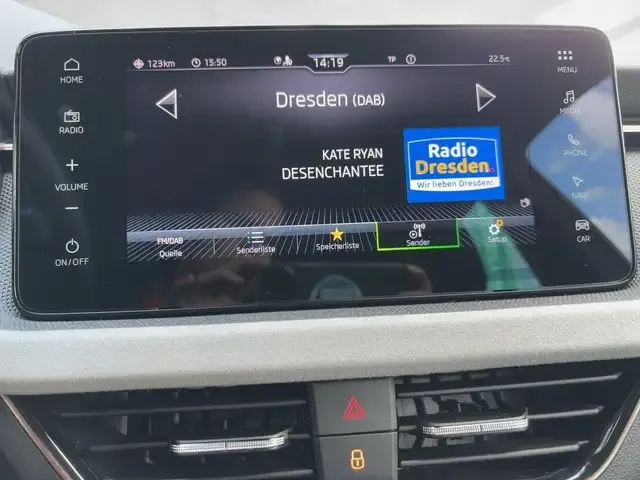 HOME
RADIO
VOLUME
ON/OFF
123km
15:50
14:19
TP
22.5°C
Dresden (DAB)
KATE RYAN
DESENCHANTEE
Radio
Dresden
Wir lieben Dresden!
FM/DAB
Quelle
Senderliste
Speicherliste
Sender
Setup
MENU
MEDIA
PHONE
NAVI
CAR